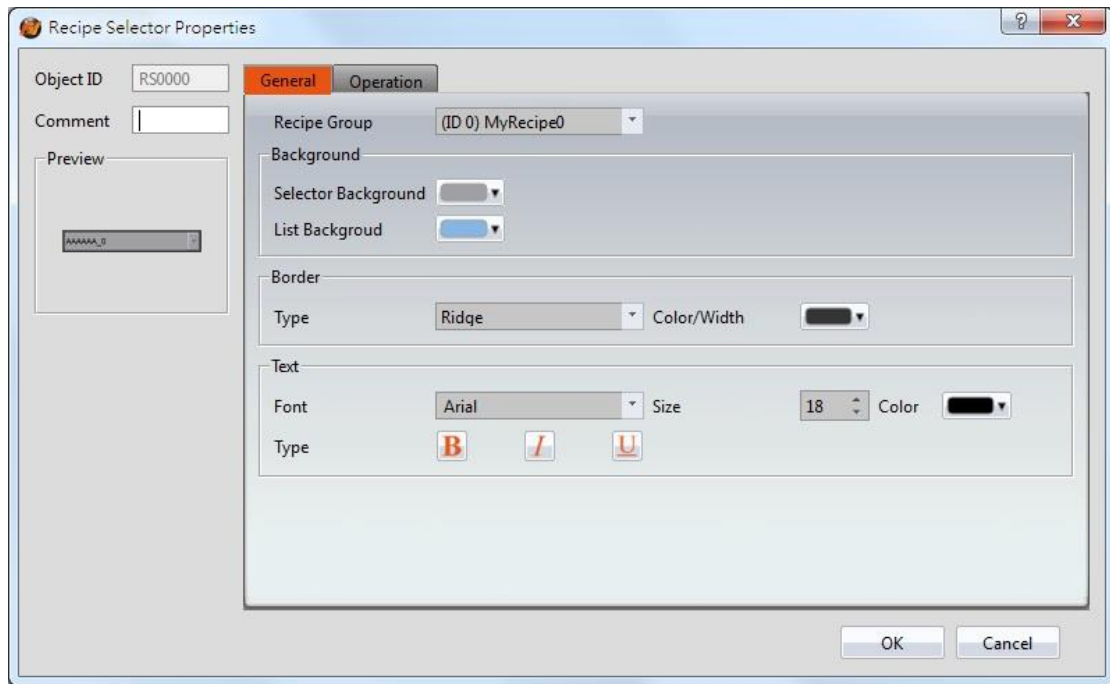 Recipe Selector Properties
Object ID RS0000
Comment
Preview
AAAAAA_0
General Operation
Recipe Group (ID 0) MyRecipe0
Background
Selector Background
List Backgroud
Border
Type Ridge Color/Width
Text
Font Arial Size 18 Color
Type B I U
OK Cancel